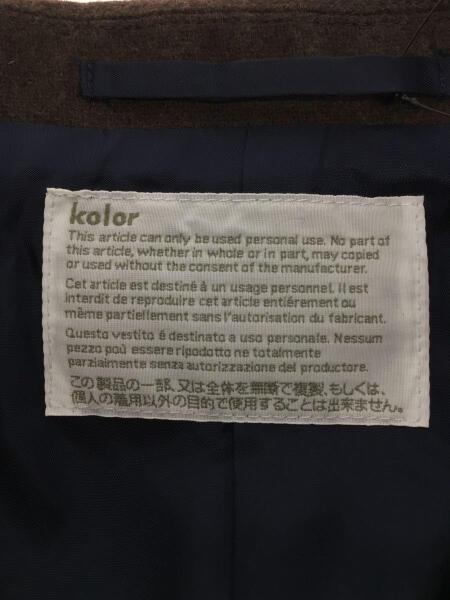 kolor
This article can only be used personal use. No part of
this article, whether in whole or in part, may copied
or used without the consent of the manufacturer.
Cet article est destiné à un usage personnel. Il est
interdit de reproduire cet article entiérement ou
même partiellement sans l'autorisation du fabricant.
Questo vestito é destinato a uso personale. Nessun
pezzo poù essere ripodotto ne totalmente
parzialmente senza autorizzazione del productore.
この製品の一部、又は全体を無断で複製、もしくは、
個人の着用以外の目的で使用することは出来ません。